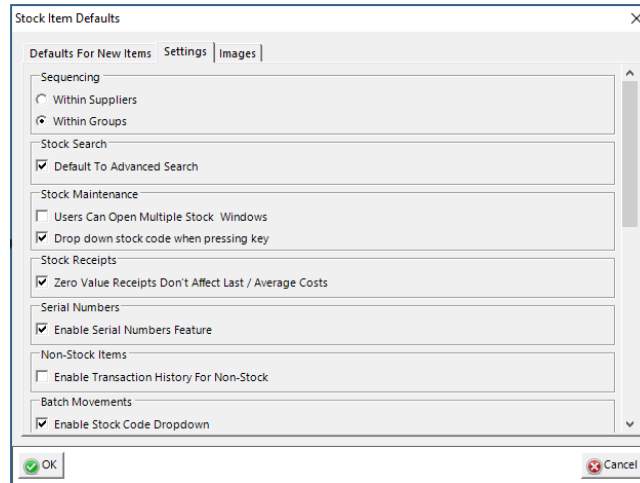 Stock Item Defaults
Defaults For New Items Settings Images
Sequencing
Within Suppliers
Within Groups
Stock Search
Default To Advanced Search
Stock Maintenance
Users Can Open Multiple Stock Windows
Drop down stock code when pressing key
Stock Receipts
Zero Value Receipts Don't Affect Last / Average Costs
Serial Numbers
Enable Serial Numbers Feature
Non-Stock Items
Enable Transaction History For Non-Stock
Batch Movements
Enable Stock Code Dropdown
OK Cancel